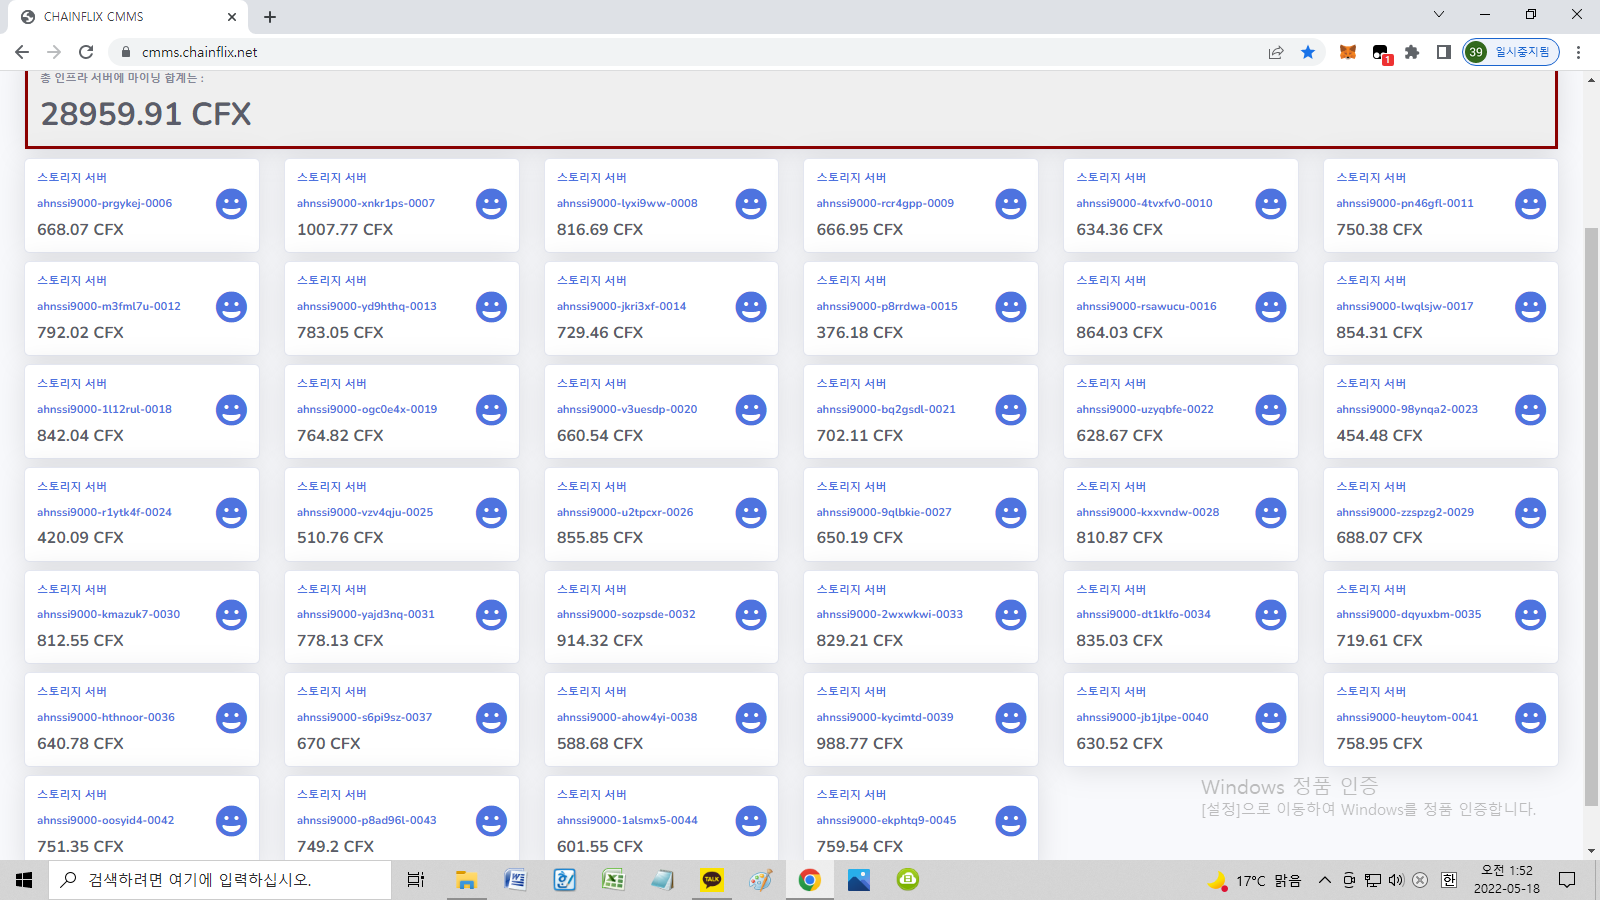 CHAINFLIX CMMS
cmms.chainflix.net
1
39
일시중지됨
총 인프라 서버에 마이닝 합계는 :
28959.91 CFX
스토리지 서버
ahnssi9000-prgykej-0006
668.07 CFX
스토리지 서버
ahnssi9000-xnkr1ps-0007
1007.77 CFX
스토리지 서버
ahnssi9000-lyxi9ww-0008
816.69 CFX
스토리지 서버
ahnssi9000-rcr4gpp-0009
666.95 CFX
스토리지 서버
ahnssi9000-4tvxfv0-0010
634.36 CFX
스토리지 서버
ahnssi9000-pn46gfl-0011
750.38 CFX
스토리지 서버
ahnssi9000-m3fml7u-0012
792.02 CFX
스토리지 서버
ahnssi9000-yd9hthq-0013
783.05 CFX
스토리지 서버
ahnssi9000-jkri3xf-0014
729.46 CFX
스토리지 서버
ahnssi9000-p8rrdwa-0015
376.18 CFX
스토리지 서버
ahnssi9000-rsawucu-0016
864.03 CFX
스토리지 서버
ahnssi9000-lwqlsjw-0017
854.31 CFX
스토리지 서버
ahnssi9000-1l12rul-0018
842.04 CFX
스토리지 서버
ahnssi9000-ogc0e4x-0019
764.82 CFX
스토리지 서버
ahnssi9000-v3uesdp-0020
660.54 CFX
스토리지 서버
ahnssi9000-bq2gsdl-0021
702.11 CFX
스토리지 서버
ahnssi9000-uzyqbfe-0022
628.67 CFX
스토리지 서버
ahnssi9000-98ynqa2-0023
454.48 CFX
스토리지 서버
ahnssi9000-r1ytk4f-0024
420.09 CFX
스토리지 서버
ahnssi9000-vzv4qju-0025
510.76 CFX
스토리지 서버
ahnssi9000-u2tpcxr-0026
855.85 CFX
스토리지 서버
ahnssi9000-9qlbkie-0027
650.19 CFX
스토리지 서버
ahnssi9000-kxxvndw-0028
810.87 CFX
스토리지 서버
ahnssi9000-zzspzg2-0029
688.07 CFX
스토리지 서버
ahnssi9000-kmazuk7-0030
812.55 CFX
스토리지 서버
ahnssi9000-yajd3nq-0031
778.13 CFX
스토리지 서버
ahnssi9000-sozpsde-0032
914.32 CFX
스토리지 서버
ahnssi9000-2wxwkwi-0033
829.21 CFX
스토리지 서버
ahnssi9000-dt1klfo-0034
835.03 CFX
스토리지 서버
ahnssi9000-dqyuxbm-0035
719.61 CFX
스토리지 서버
ahnssi9000-hthnoor-0036
640.78 CFX
스토리지 서버
ahnssi9000-s6pi9sz-0037
670 CFX
스토리지 서버
ahnssi9000-ahow4yi-0038
588.68 CFX
스토리지 서버
ahnssi9000-kycimtd-0039
988.77 CFX
스토리지 서버
ahnssi9000-jb1jlpe-0040
630.52 CFX
스토리지 서버
ahnssi9000-heuytom-0041
758.95 CFX
스토리지 서버
ahnssi9000-oosyid4-0042
751.35 CFX
스토리지 서버
ahnssi9000-p8ad96l-0043
749.2 CFX
스토리지 서버
ahnssi9000-1alsmx5-0044
601.55 CFX
스토리지 서버
ahnssi9000-ekphtq9-0045
759.54 CFX
Windows 정품 인증
[설정]으로 이동하여 Windows를 정품 인증합니다.
검색하려면 여기에 입력하십시오.
TALK
17°C 맑음
한
오전 1:52
2022-05-18